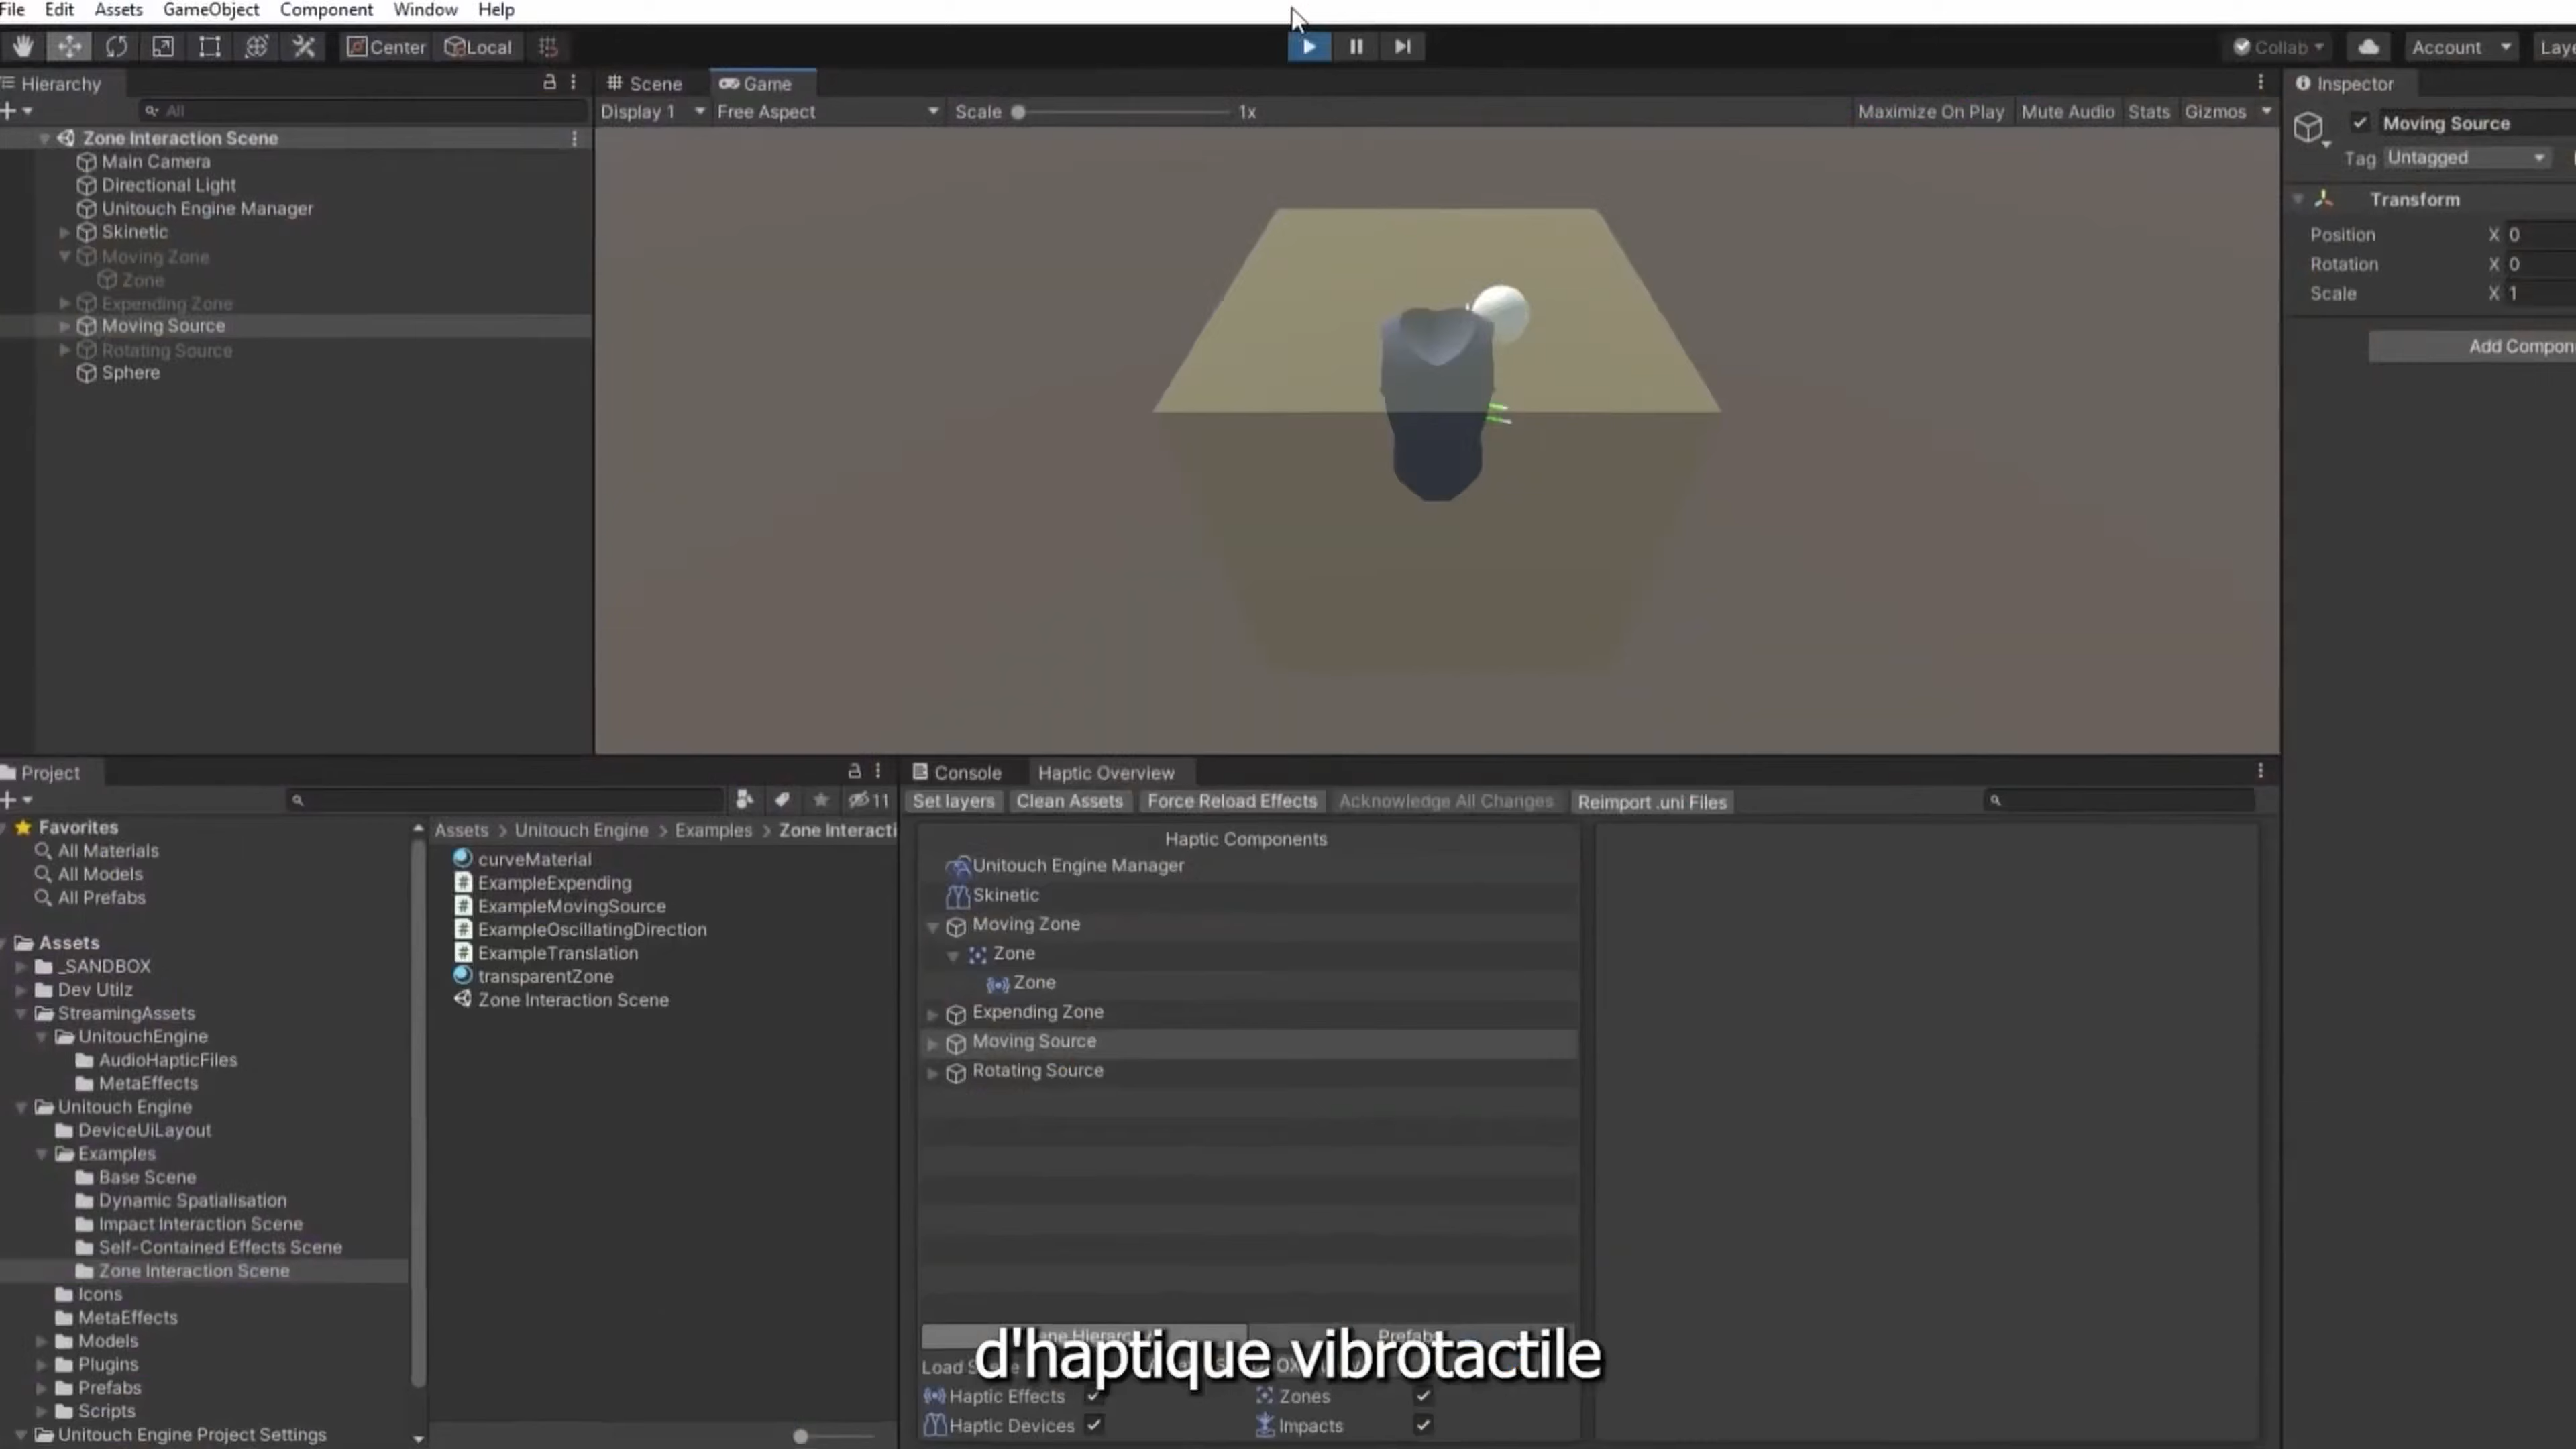 File Edit Assets GameObject Component Window Help
Center Local
Collab Account Laye
Hierarchy
All
Zone Interaction Scene
Main Camera
Directional Light
Unitouch Engine Manager
Skinetic
Moving Zone
Zone
Expending Zone
Moving Source
Rotating Source
Sphere
Scene Game
Display 1 Free Aspect Scale 1x Maximize On Play Mute Audio Stats Gizmos
Inspector
Moving Source
Tag Untagged
Transform
Position X 0
Rotation X 0
Scale X 1
Add Compon
Project
11
Favorites
All Materials
All Models
All Prefabs
Assets
_SANDBOX
Dev Utilz
StreamingAssets
UnitouchEngine
AudioHapticFiles
MetaEffects
Unitouch Engine
DeviceUiLayout
Examples
Base Scene
Dynamic Spatialisation
Impact Interaction Scene
Self-Contained Effects Scene
Zone Interaction Scene
Icons
MetaEffects
Models
Plugins
Prefabs
Scripts
Unitouch Engine Project Settings
Assets > Unitouch Engine > Examples > Zone Interacti
curveMaterial
ExampleExpending
ExampleMovingSource
ExampleOscillatingDirection
ExampleTranslation
transparentZone
Zone Interaction Scene
Console Haptic Overview
Set layers Clean Assets Force Reload Effects Acknowledge All Changes Reimport .uni Files
Haptic Components
Unitouch Engine Manager
Skinetic
Moving Zone
Zone
Zone
Expending Zone
Moving Source
Rotating Source
Prefab
Load
d'haptique vibrotactile
Haptic Effects Zones
Haptic Devices Impacts